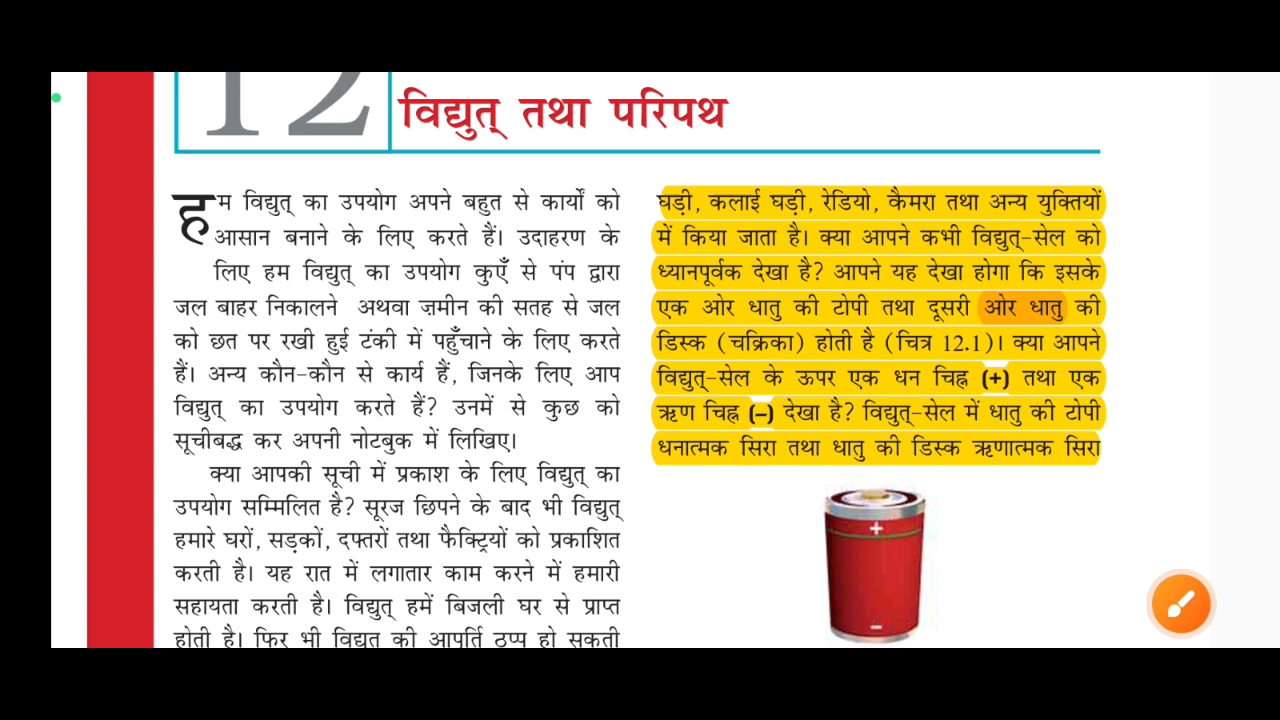 12
विद्युत् तथा परिपथ
हम विद्युत् का उपयोग अपने बहुत से कार्यों को
आसान बनाने के लिए करते हैं। उदाहरण के
लिए हम विद्युत् का उपयोग कुएँ से पंप द्वारा
जल बाहर निकालने अथवा ज़मीन की सतह से जल
को छत पर रखी हुई टंकी में पहुँचाने के लिए करते
हैं। अन्य कौन-कौन से कार्य हैं, जिनके लिए आप
विद्युत् का उपयोग करते हैं? उनमें से कुछ को
सूचीबद्ध कर अपनी नोटबुक में लिखिए।
क्या आपकी सूची में प्रकाश के लिए विद्युत् का
उपयोग सम्मिलित है? सूरज छिपने के बाद भी विद्युत्
हमारे घरों, सड़कों, दफ्तरों तथा फैक्ट्रियों को प्रकाशित
करती है। यह रात में लगातार काम करने में हमारी
सहायता करती है। विद्युत् हमें बिजली घर से प्राप्त
होती है। फिर भी विद्युत् की आपूर्ति ठप्प हो सकती
घड़ी, कलाई घड़ी, रेडियो, कैमरा तथा अन्य युक्तियों
में किया जाता है। क्या आपने कभी विद्युत्-सेल को
ध्यानपूर्वक देखा है? आपने यह देखा होगा कि इसके
एक ओर धातु की टोपी तथा दूसरी ओर धातु की
डिस्क (चक्रिका) होती है (चित्र 12.1)। क्या आपने
विद्युत्-सेल के ऊपर एक धन चिह्न (+) तथा एक
ऋण चिह्न (–) देखा है? विद्युत्-सेल में धातु की टोपी
धनात्मक सिरा तथा धातु की डिस्क ऋणात्मक सिरा
+
–